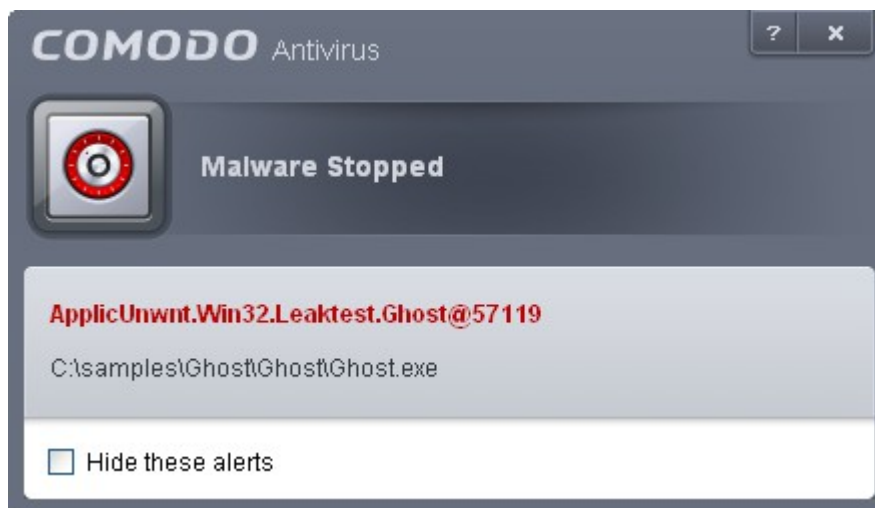 COMODO Antivirus
? x
Malware Stopped
ApplicUnwnt.Win32.Leaktest.Ghost@57119
C:\samples\Ghost\Ghost\Ghost.exe
Hide these alerts